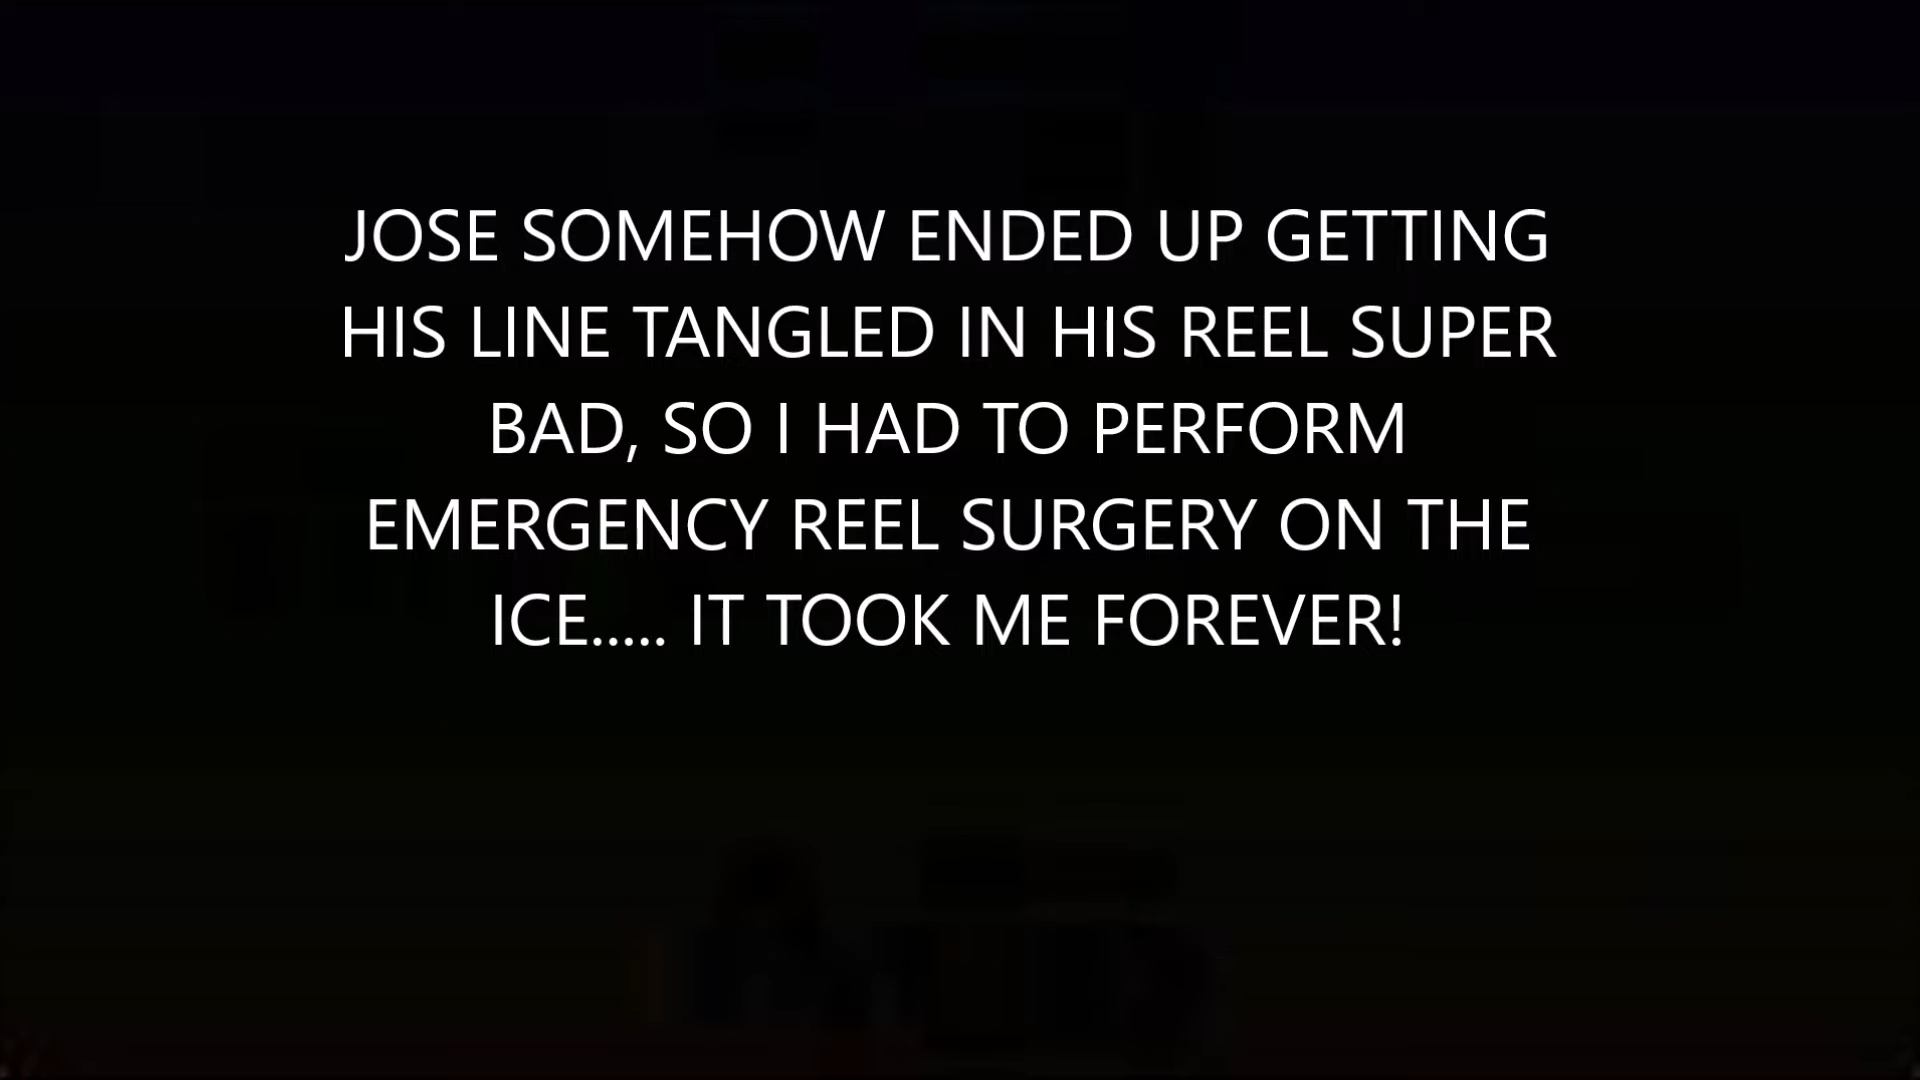 JOSE SOMEHOW ENDED UP GETTING
HIS LINE TANGLED IN HIS REEL SUPER
BAD, SO I HAD TO PERFORM
EMERGENCY REEL SURGERY ON THE
ICE..... IT TOOK ME FOREVER!